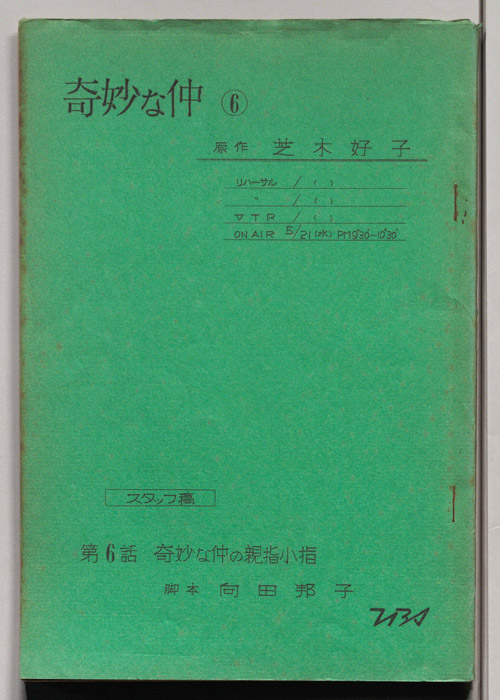 奇妙な仲 ⑥
原作 芝木好子
リハーサル / ( )
〃 / ( )
VTR / ( )
ON AIR 5/21(水) PM9'30'~10'30'
スタッフ稿
第6話 奇妙な仲の親指小指
脚本 向田邦子
TBS